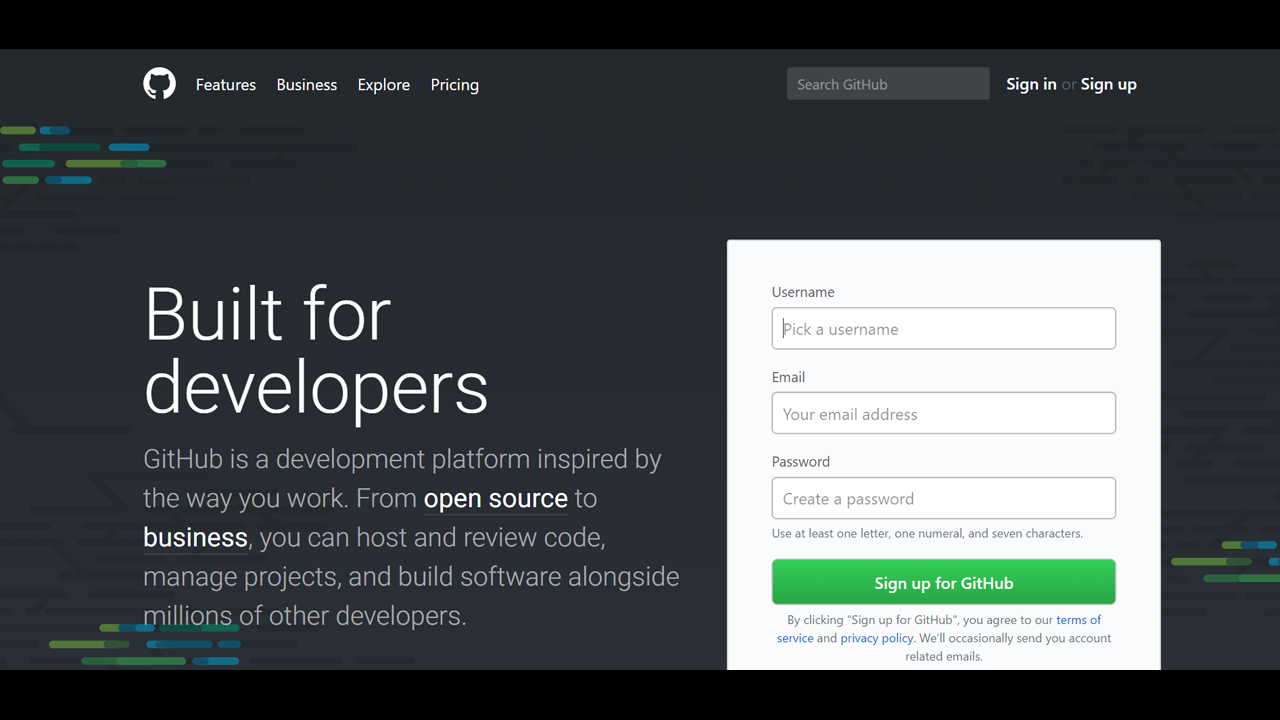 Features Business Explore Pricing Search GitHub Sign in or Sign up
Built for
developers
GitHub is a development platform inspired by
the way you work. From open source to
business, you can host and review code,
manage projects, and build software alongside
millions of other developers.
Username
Pick a username
Email
Your email address
Password
Create a password
Use at least one letter, one numeral, and seven characters.
Sign up for GitHub
By clicking "Sign up for GitHub", you agree to our terms of
service and privacy policy. We'll occasionally send you account
related emails.